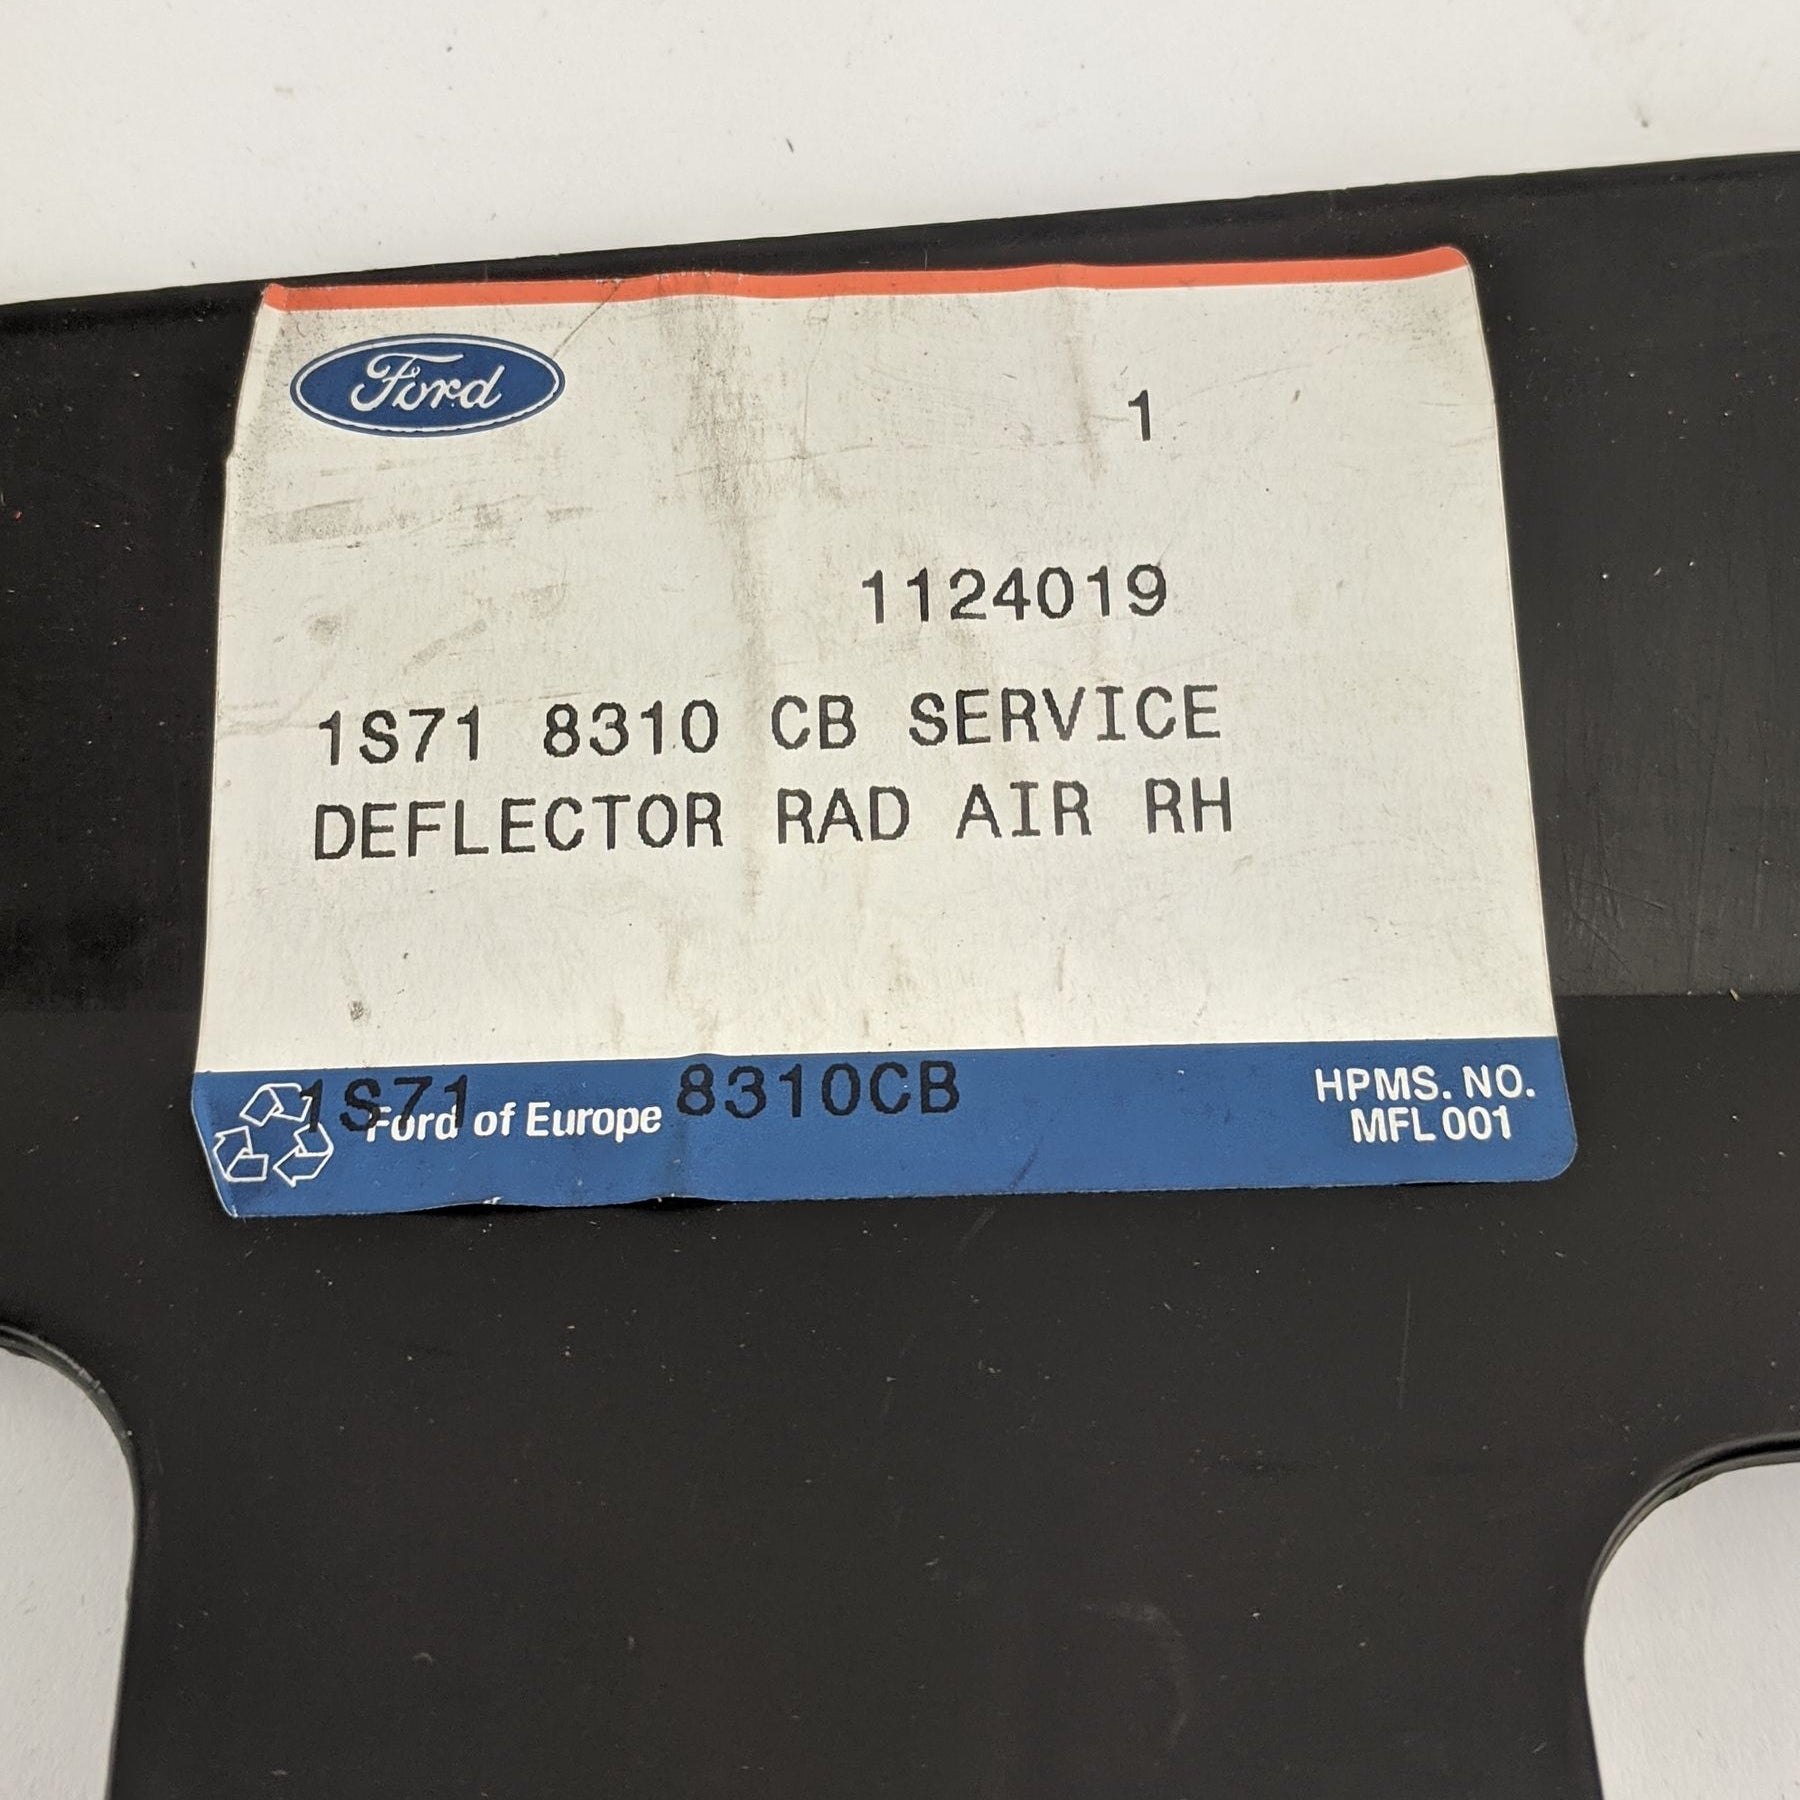 Ford
1
1124019
1S71 8310 CB SERVICE
DEFLECTOR RAD AIR RH
1S71 8310CB
Ford of Europe
HPMS. NO.
MFL 001